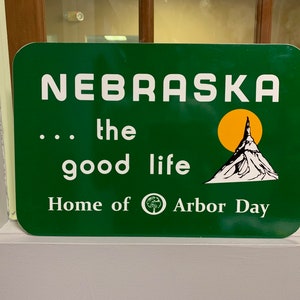 NEBRASKA
... the
good life
Home of Arbor Day